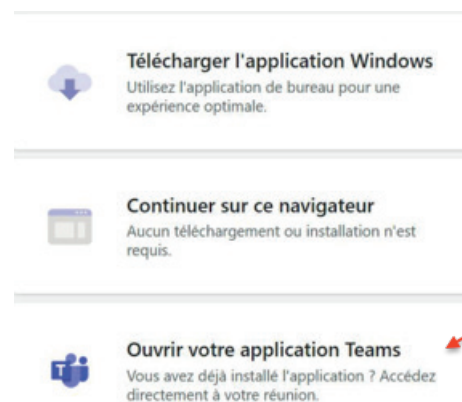 Télécharger l'application Windows
Utilisez l'application de bureau pour une
expérience optimale.
Continuer sur ce navigateur
Aucun téléchargement ou installation n'est
requis.
Ouvrir votre application Teams
Vous avez déjà installé l'application ? Accédez
directement à votre réunion.